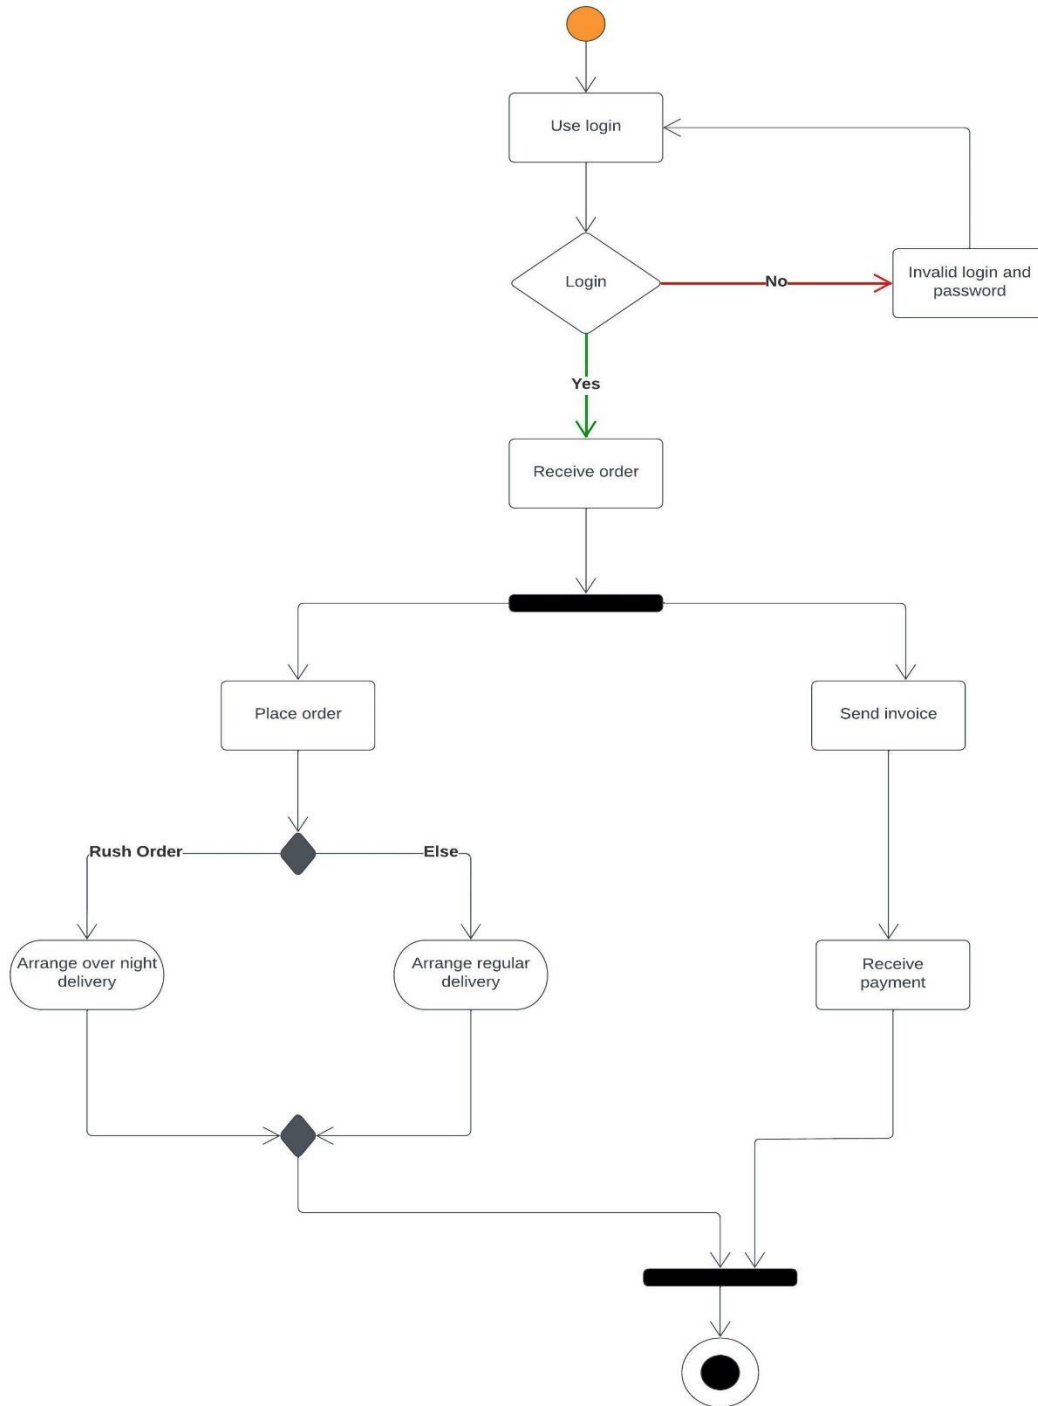 Use login
Login
No
Invalid login and
password
Yes
Receive order
Place order
Send invoice
Rush Order
Else
Arrange over night
delivery
Arrange regular
delivery
Receive
payment